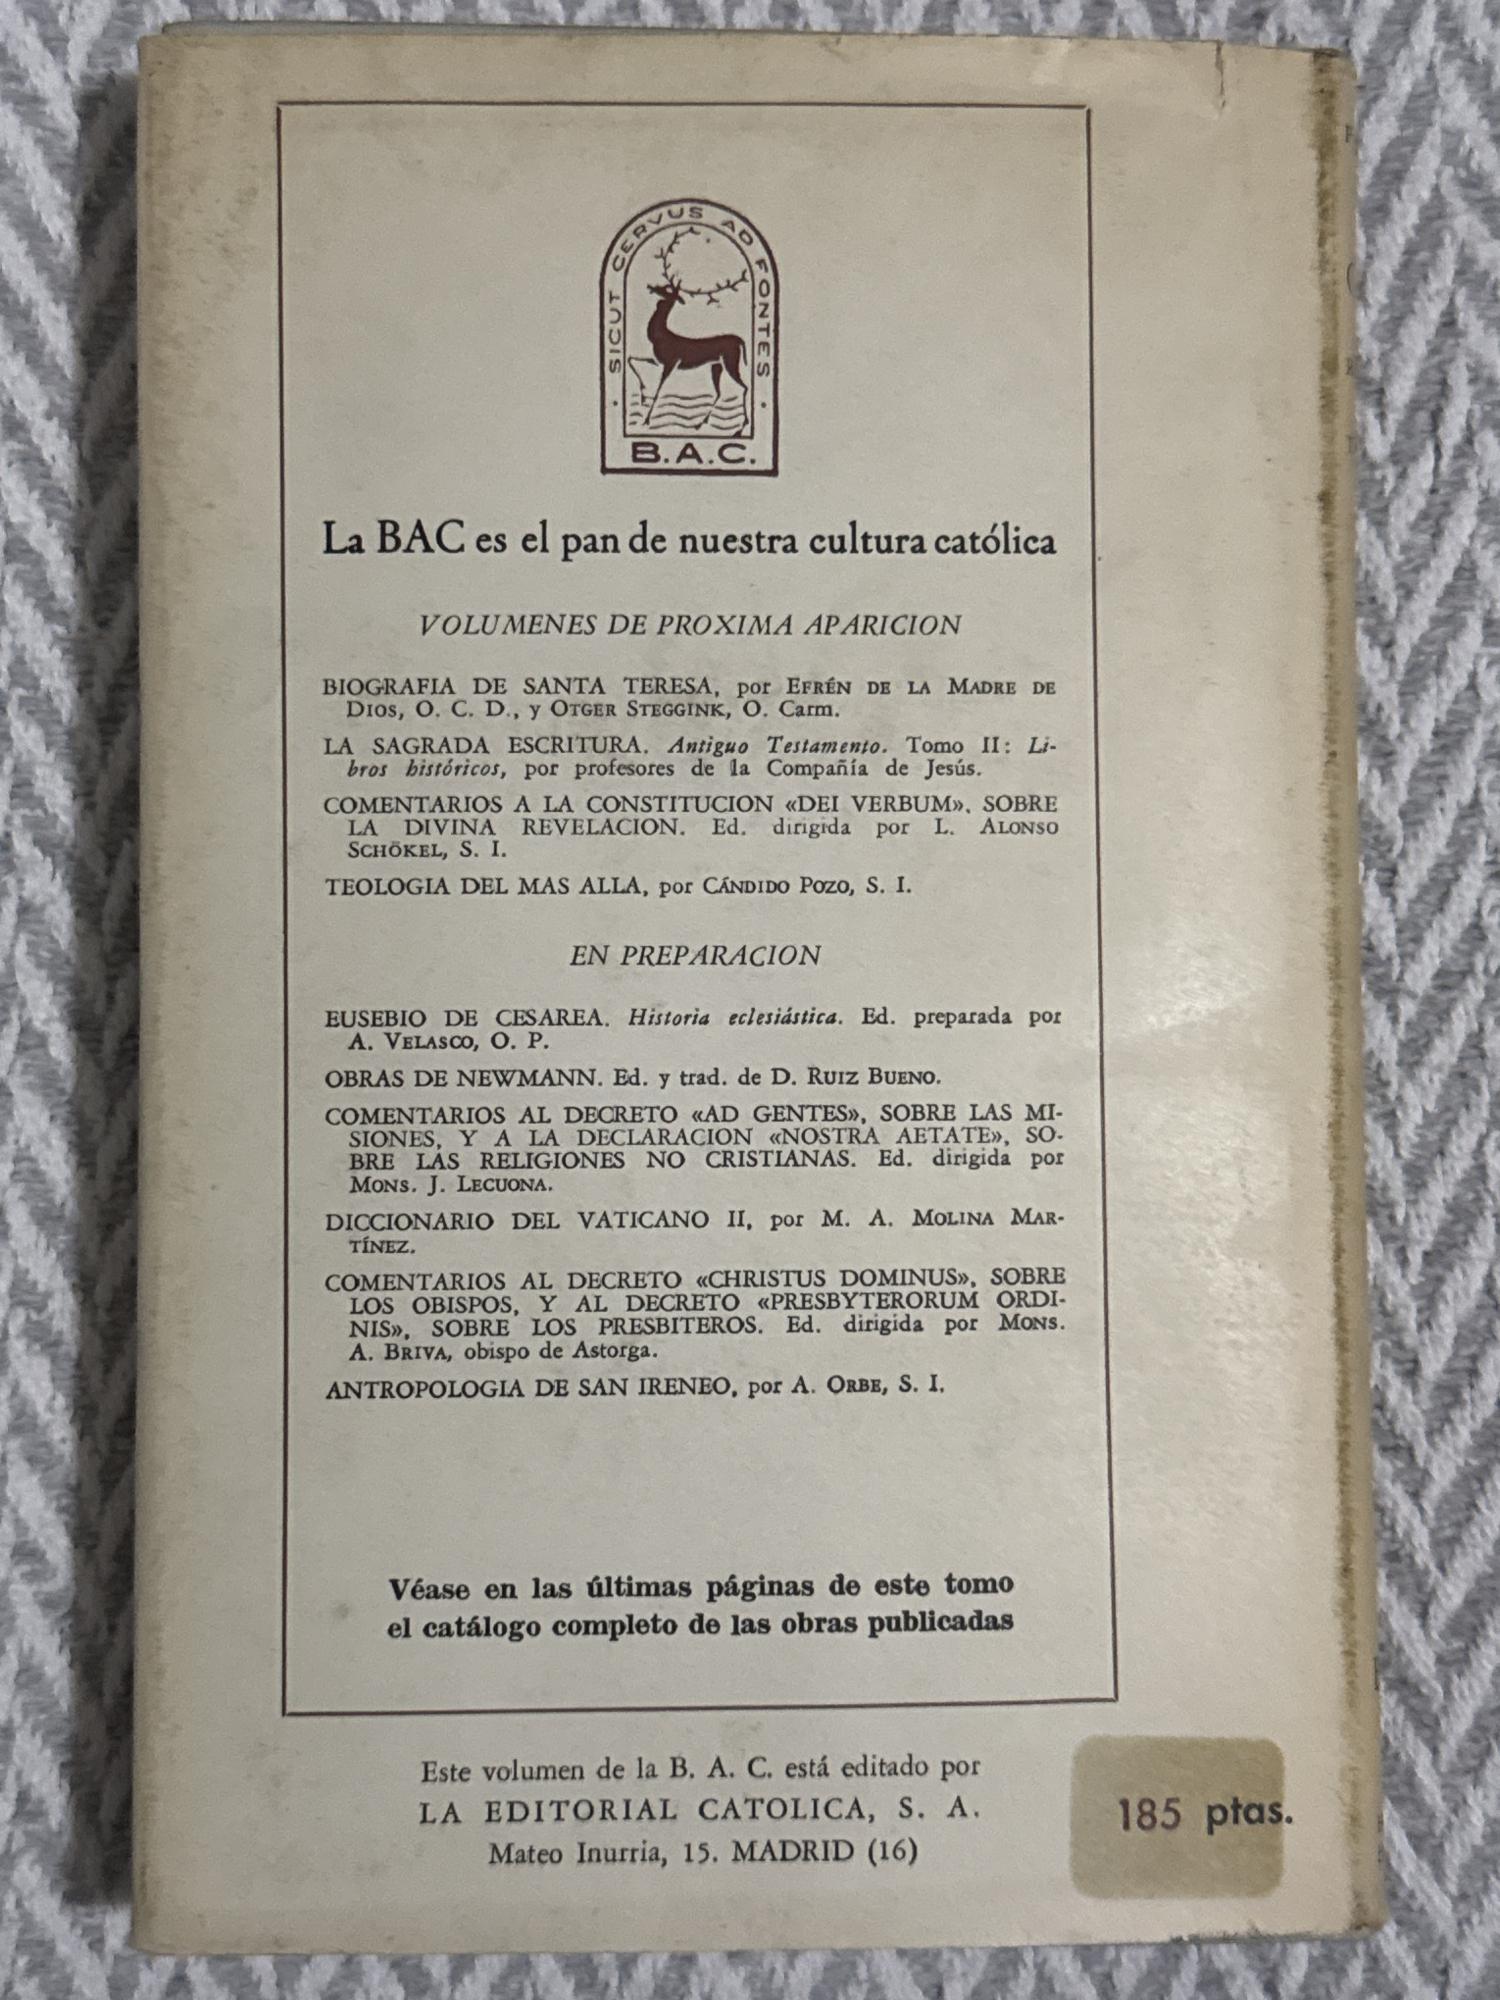 SICUT CERVUS AD FONTES
B.A.C.
La BAC es el pan de nuestra cultura católica
VOLUMENES DE PROXIMA APARICION
BIOGRAFIA DE SANTA TERESA, por EFRÉN DE LA MADRE DE
DIOS, O. C. D., y OTGER STEGGINK, O. Carm.
LA SAGRADA ESCRITURA. Antiguo Testamento. Tomo II: Li-
bros históricos, por profesores de la Compañía de Jesús.
COMENTARIOS A LA CONSTITUCION «DEI VERBUM», SOBRE
LA DIVINA REVELACION. Ed. dirigida por L. ALONSO
SCHÖKEL, S. I.
TEOLOGIA DEL MAS ALLA, por CÁNDIDO POZO, S. I.
EN PREPARACION
EUSEBIO DE CESAREA. Historia eclesiástica. Ed. preparada por
A. VELASCO, O. P.
OBRAS DE NEWMANN. Ed. y trad. de D. RUIZ BUENO.
COMENTARIOS AL DECRETO «AD GENTES», SOBRE LAS MI-
SIONES, Y A LA DECLARACION «NOSTRA AETATE», SO-
BRE LAS RELIGIONES NO CRISTIANAS. Ed. dirigida por
MONS. J. LECUONA.
DICCIONARIO DEL VATICANO II, por M. A. MOLINA MAR-
TÍNEZ.
COMENTARIOS AL DECRETO «CHRISTUS DOMINUS», SOBRE
LOS OBISPOS, Y AL DECRETO «PRESBYTERORUM ORDI-
NIS», SOBRE LOS PRESBITEROS. Ed. dirigida por MONS.
A. BRIVA, obispo de Astorga.
ANTROPOLOGIA DE SAN IRENEO, por A. ORBE, S. I.
Véase en las últimas páginas de este tomo
el catálogo completo de las obras publicadas
Este volumen de la B. A. C. está editado por
LA EDITORIAL CATOLICA, S. A.
Mateo Inurria, 15. MADRID (16)
185 ptas.